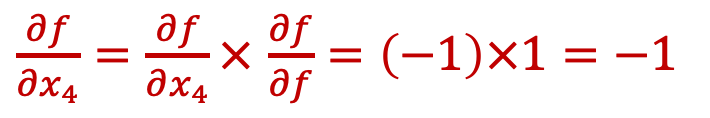 ∂f/∂x₄ = ∂f/∂x₄ × ∂f/∂f = (−1)×1 = −1